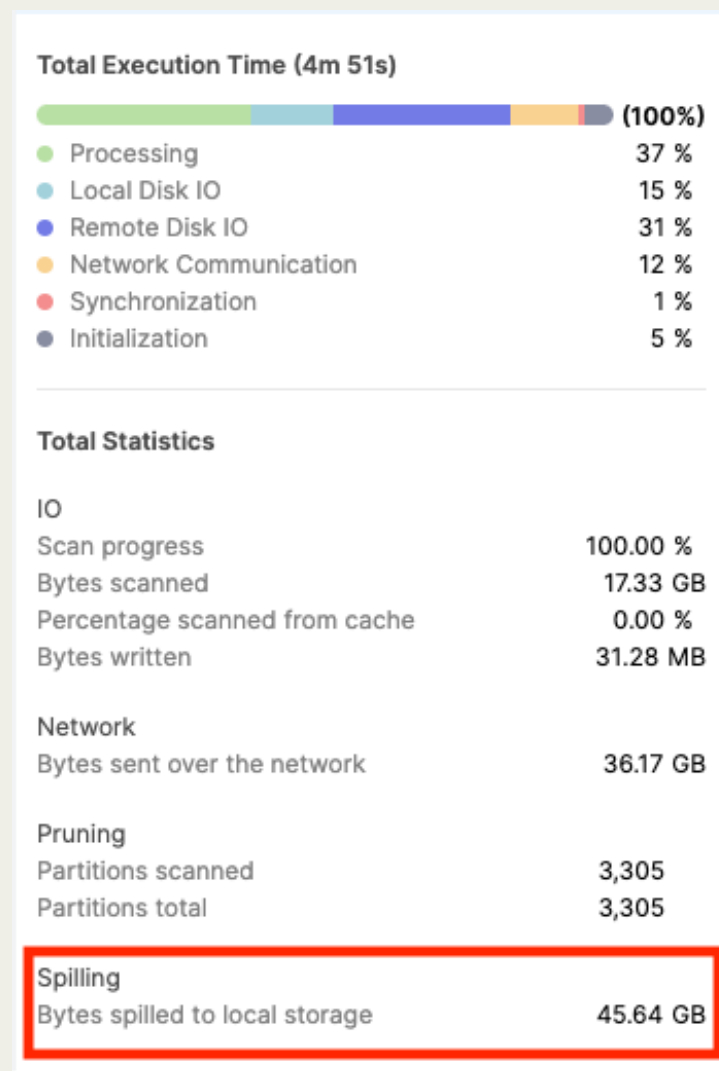 Total Execution Time (4m 51s)
(100%)
Processing 37 %
Local Disk IO 15 %
Remote Disk IO 31 %
Network Communication 12 %
Synchronization 1 %
Initialization 5 %
Total Statistics
IO
Scan progress 100.00 %
Bytes scanned 17.33 GB
Percentage scanned from cache 0.00 %
Bytes written 31.28 MB
Network
Bytes sent over the network 36.17 GB
Pruning
Partitions scanned 3,305
Partitions total 3,305
Spilling
Bytes spilled to local storage 45.64 GB